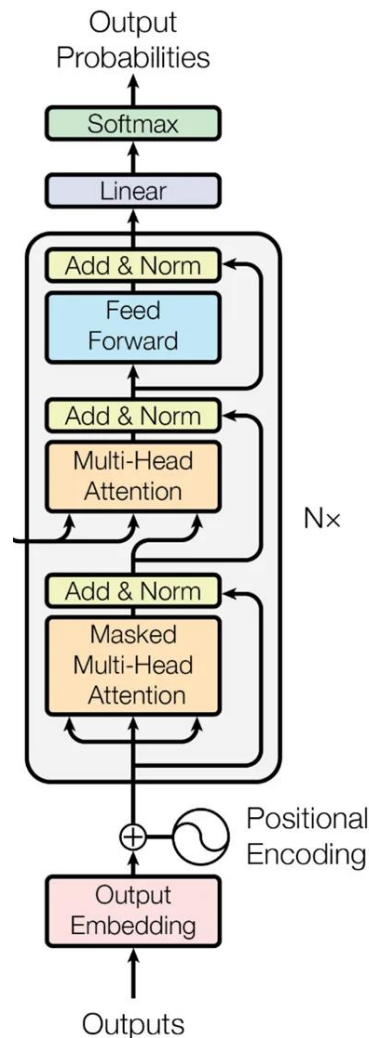 Output
Probabilities
Softmax
Linear
Add & Norm
Feed
Forward
Add & Norm
Multi-Head
Attention
N×
Add & Norm
Masked
Multi-Head
Attention
Positional
Encoding
Output
Embedding
Outputs